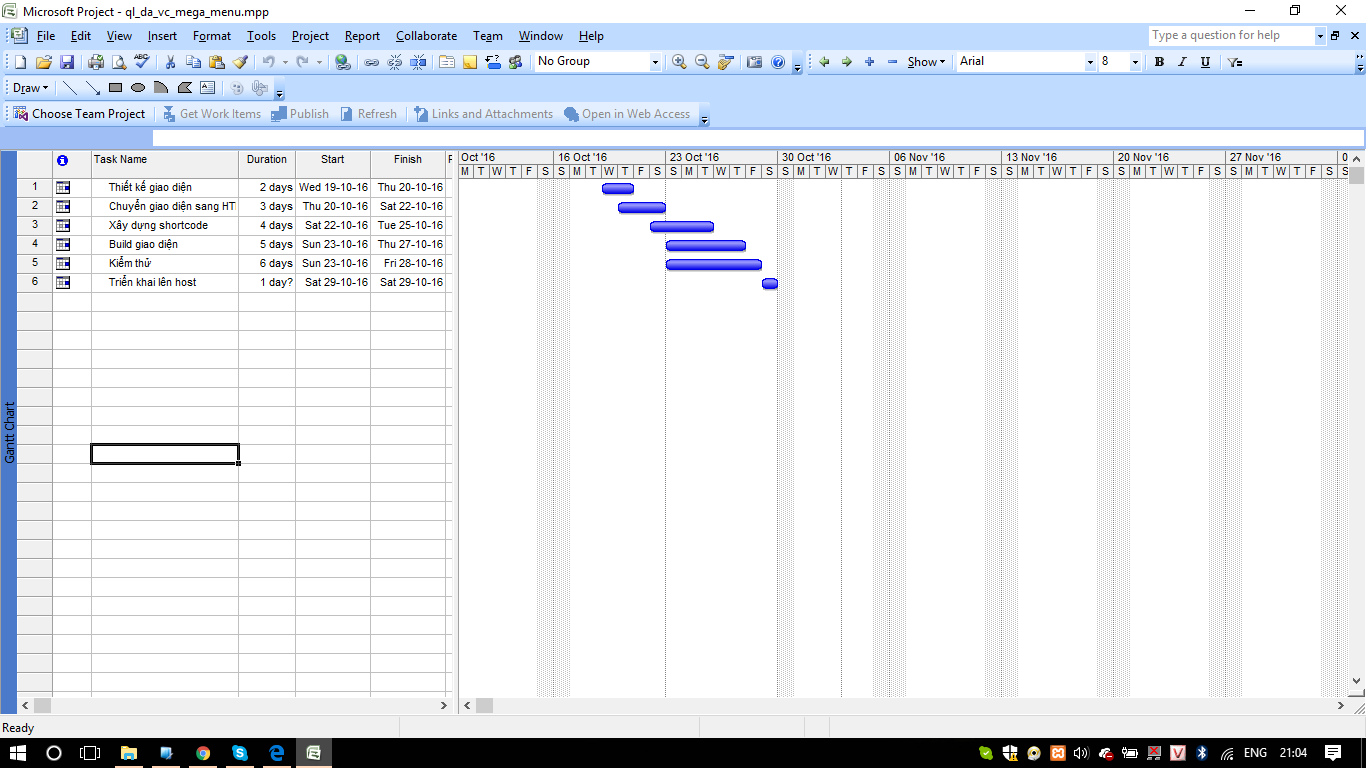 Microsoft Project - ql_da_vc_mega_menu.mpp
File Edit View Insert Format Tools Project Report Collaborate Team Window Help
Type a question for help
No Group
Show
Arial
8
B I U
Draw
Choose Team Project Get Work Items Publish Refresh Links and Attachments Open in Web Access
Task Name Duration Start Finish
Oct '16 16 Oct '16 23 Oct '16 30 Oct '16 06 Nov '16 13 Nov '16 20 Nov '16 27 Nov '16 0
M T W T F S S M T W T F S S M T W T F S S M T W T F S S M T W T F S S M T W T F S S M T W T F S S M T W T F S S
1 Thiết kế giao diện 2 days Wed 19-10-16 Thu 20-10-16
2 Chuyển giao diện sang HT 3 days Thu 20-10-16 Sat 22-10-16
3 Xây dựng shortcode 4 days Sat 22-10-16 Tue 25-10-16
4 Build giao diện 5 days Sun 23-10-16 Thu 27-10-16
5 Kiểm thử 6 days Sun 23-10-16 Fri 28-10-16
6 Triển khai lên host 1 day? Sat 29-10-16 Sat 29-10-16
Gantt Chart
Ready
ENG 21:04